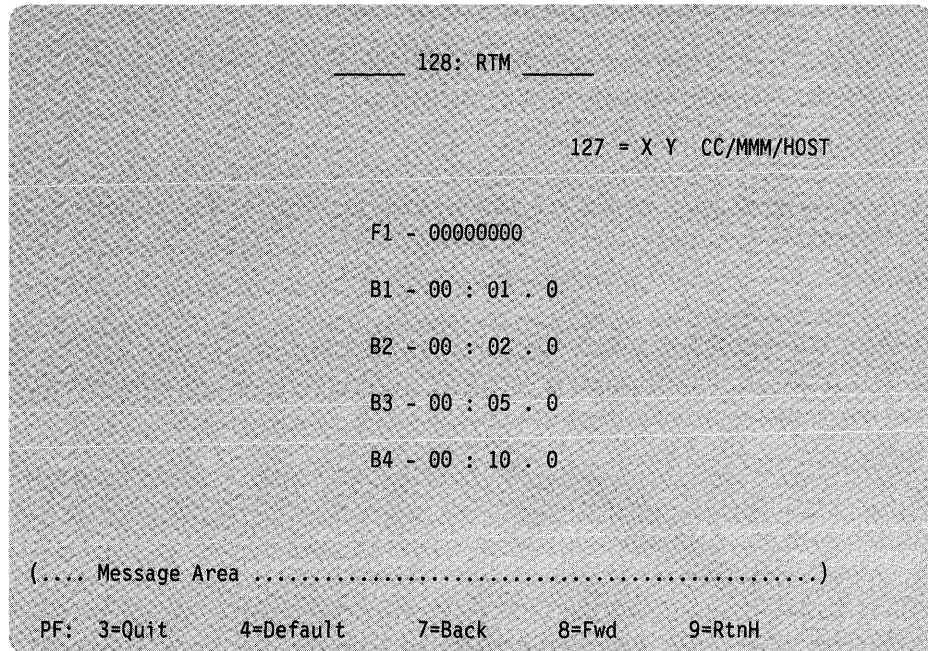 ______ 128: RTM ______
127 = X Y CC/MMM/HOST
F1 - 00000000
B1 - 00 : 01 . 0
B2 - 00 : 02 . 0
B3 - 00 : 05 . 0
B4 - 00 : 10 . 0
(.... Message Area ................................................)
PF: 3=Quit 4=Default 7=Back 8=Fwd 9=RtnH